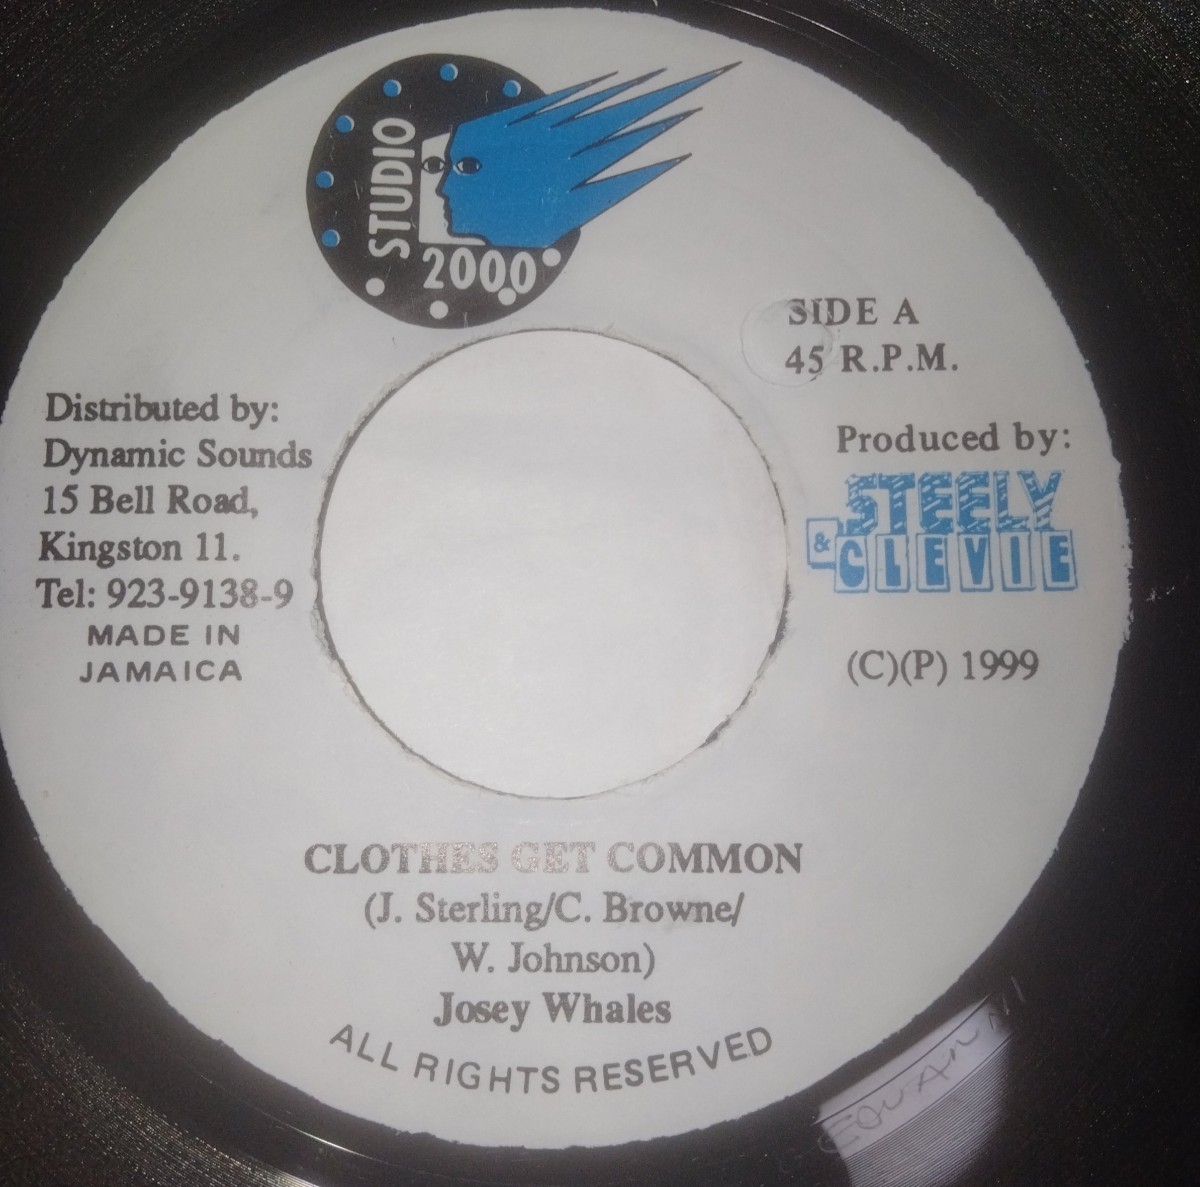 STUDIO
2000
SIDE A
45 R.P.M.
Distributed by:
Dynamic Sounds
15 Bell Road,
Kingston 11.
Tel: 923-9138-9
MADE IN
JAMAICA
Produced by:
STEELY
& CLEVIE
(C)(P) 1999
CLOTHES GET COMMON
(J. Sterling/C. Browne/
W. Johnson)
Josey Whales
ALL RIGHTS RESERVED